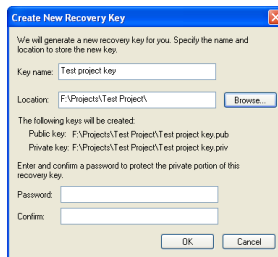 Create New Recovery Key
We will generate a new recovery key for you. Specify the name and
location to store the new key.
Key name: Test project key
Location: F:\Projects\Test Project\ Browse...
The following keys will be created:
Public key: F:\Projects\Test Project\Test project key.pub
Private key: F:\Projects\Test Project\Test project key.priv
Enter and confirm a password to protect the private portion of this
recovery key.
Password:
Confirm:
OK Cancel